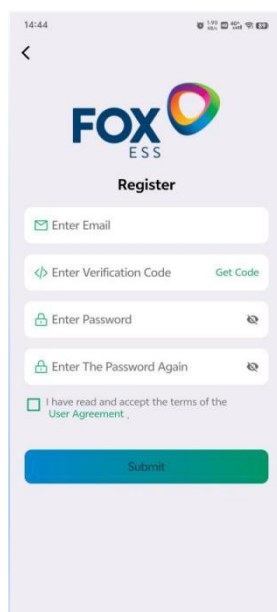 14:44
FOX
ESS
Register
Enter Email
Enter Verification Code Get Code
Enter Password
Enter The Password Again
I have read and accept the terms of the
User Agreement .
Submit